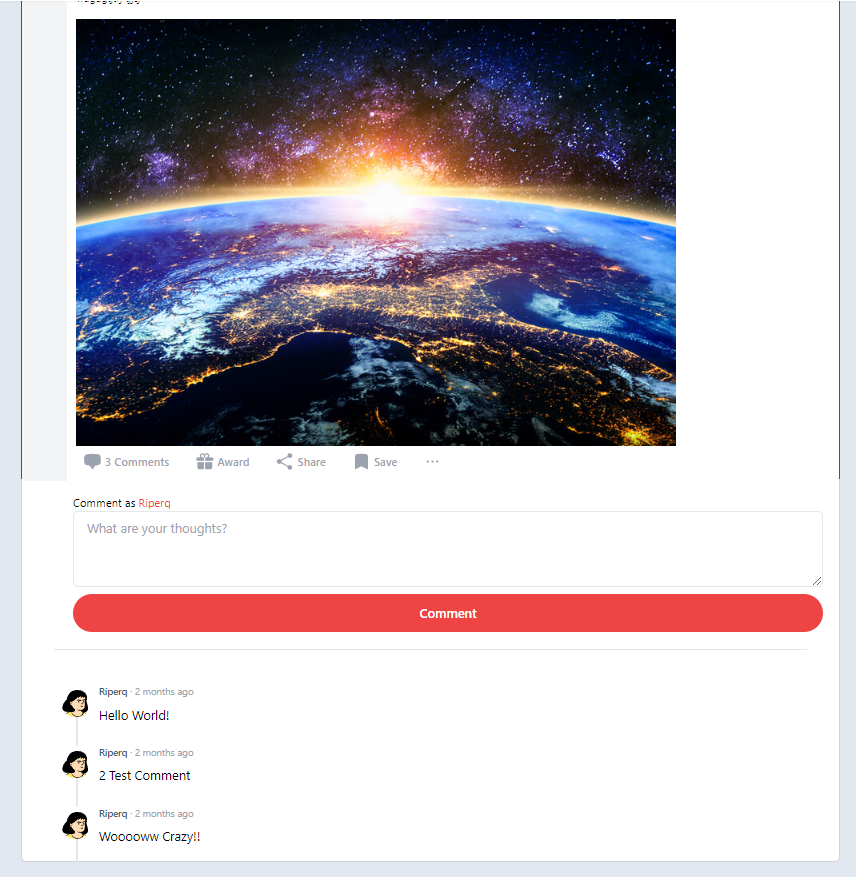 3 Comments Award Share Save ...
Comment as Riperq
What are your thoughts?
Comment
Riperq · 2 months ago
Hello World!
Riperq · 2 months ago
2 Test Comment
Riperq · 2 months ago
Wooooww Crazy!!